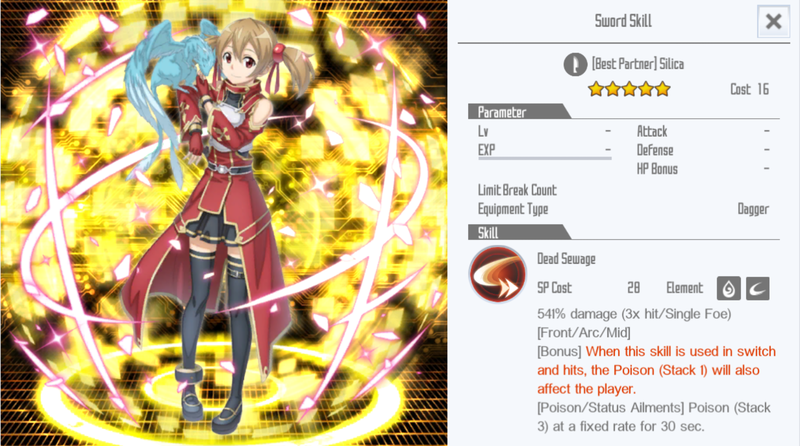 Sword Skill
[Best Partner] Silica
Cost 16
Parameter
Lv - Attack -
EXP - Defense -
HP Bonus -
Limit Break Count
Equipment Type Dagger
Skill
Dead Sewage
SP Cost 28 Element
541% damage (3x hit/Single Foe)
[Front/Arc/Mid]
[Bonus] When this skill is used in switch
and hits, the Poison (Stack 1) will also
affect the player.
[Poison/Status Ailments] Poison (Stack
3) at a fixed rate for 30 sec.